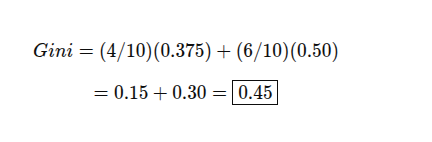 Gini = (4/10)(0.375) + (6/10)(0.50)
= 0.15 + 0.30 = 0.45